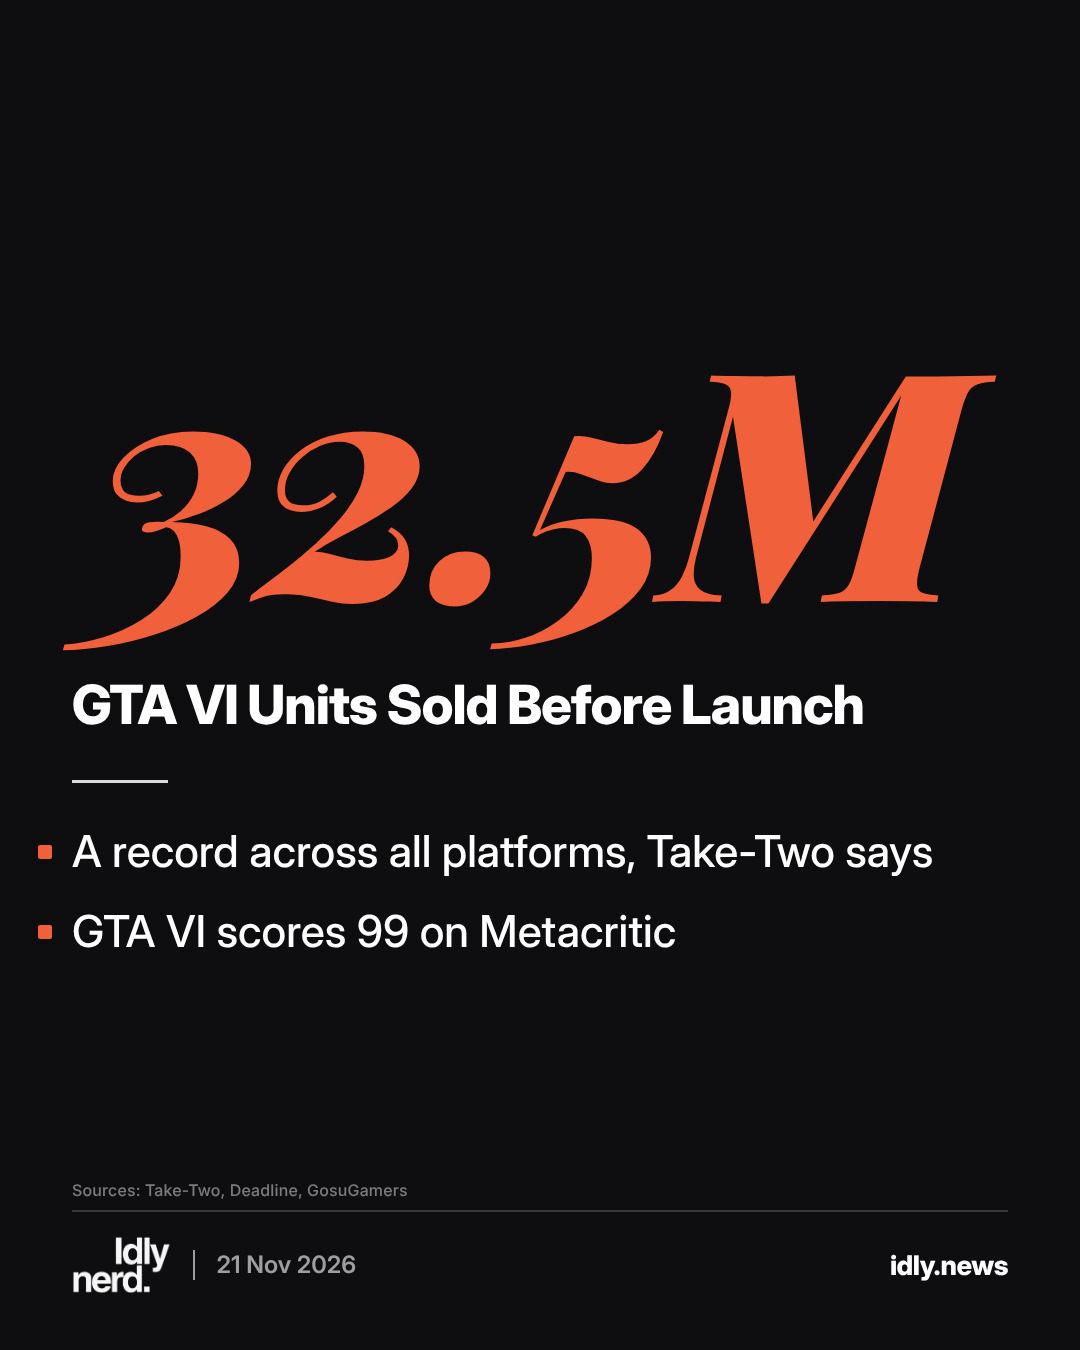 32.5M
GTA VI Units Sold Before Launch
A record across all platforms, Take-Two says
GTA VI scores 99 on Metacritic
Sources: Take-Two, Deadline, GosuGamers
Idly
nerd.
21 Nov 2026
idly.news